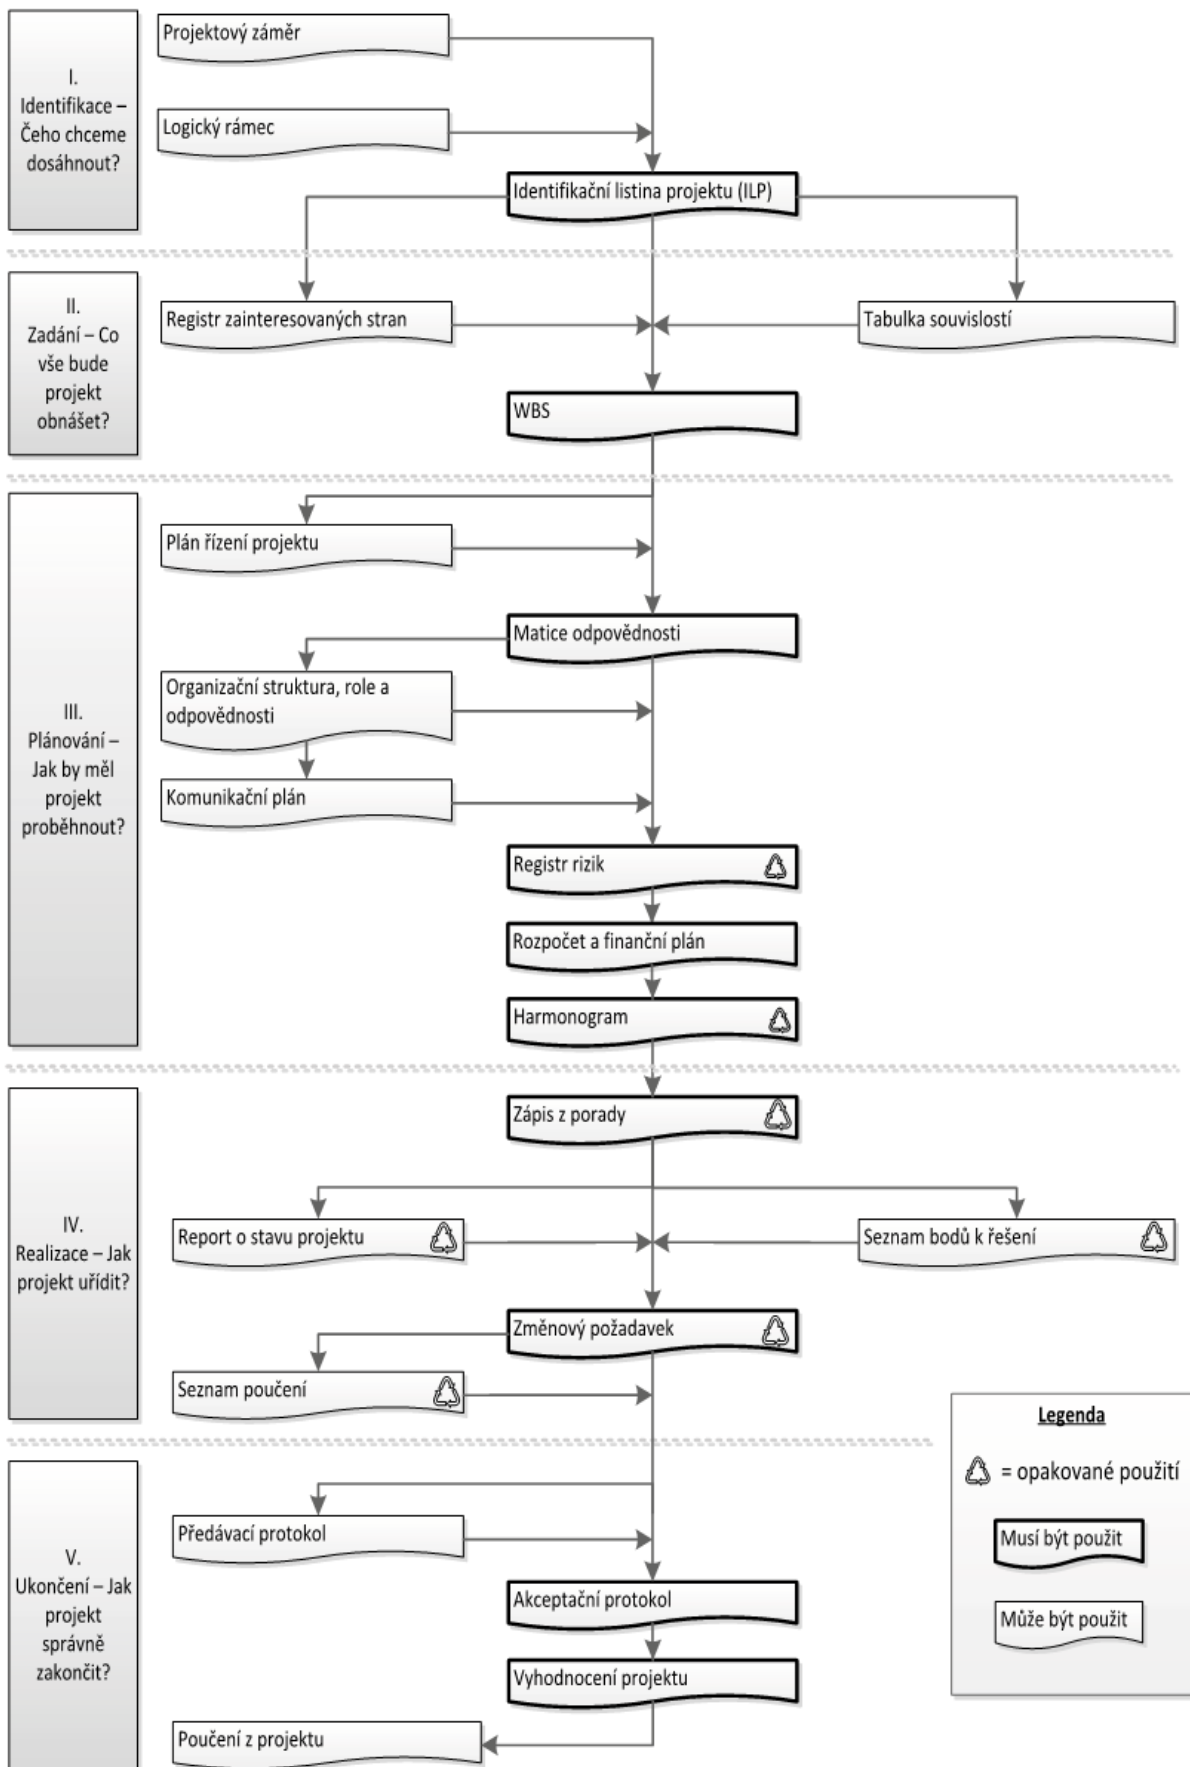 I.
Identifikace –
Čeho chceme
dosáhnout?
Projektový záměr
Logický rámec
Identifikační listina projektu (ILP)
II.
Zadání – Co
vše bude
projekt
obnášet?
Registr zainteresovaných stran
Tabulka souvislostí
WBS
III.
Plánování –
Jak by měl
projekt
proběhnout?
Plán řízení projektu
Matice odpovědnosti
Organizační struktura, role a
odpovědnosti
Komunikační plán
Registr rizik
Rozpočet a finanční plán
Harmonogram
IV.
Realizace – Jak
projekt uřídit?
Zápis z porady
Report o stavu projektu
Seznam bodů k řešení
Změnový požadavek
Seznam poučení
V.
Ukončení – Jak
projekt
správně
zakončit?
Předávací protokol
Akceptační protokol
Vyhodnocení projektu
Poučení z projektu
Legenda
= opakované použití
Musí být použit
Může být použit